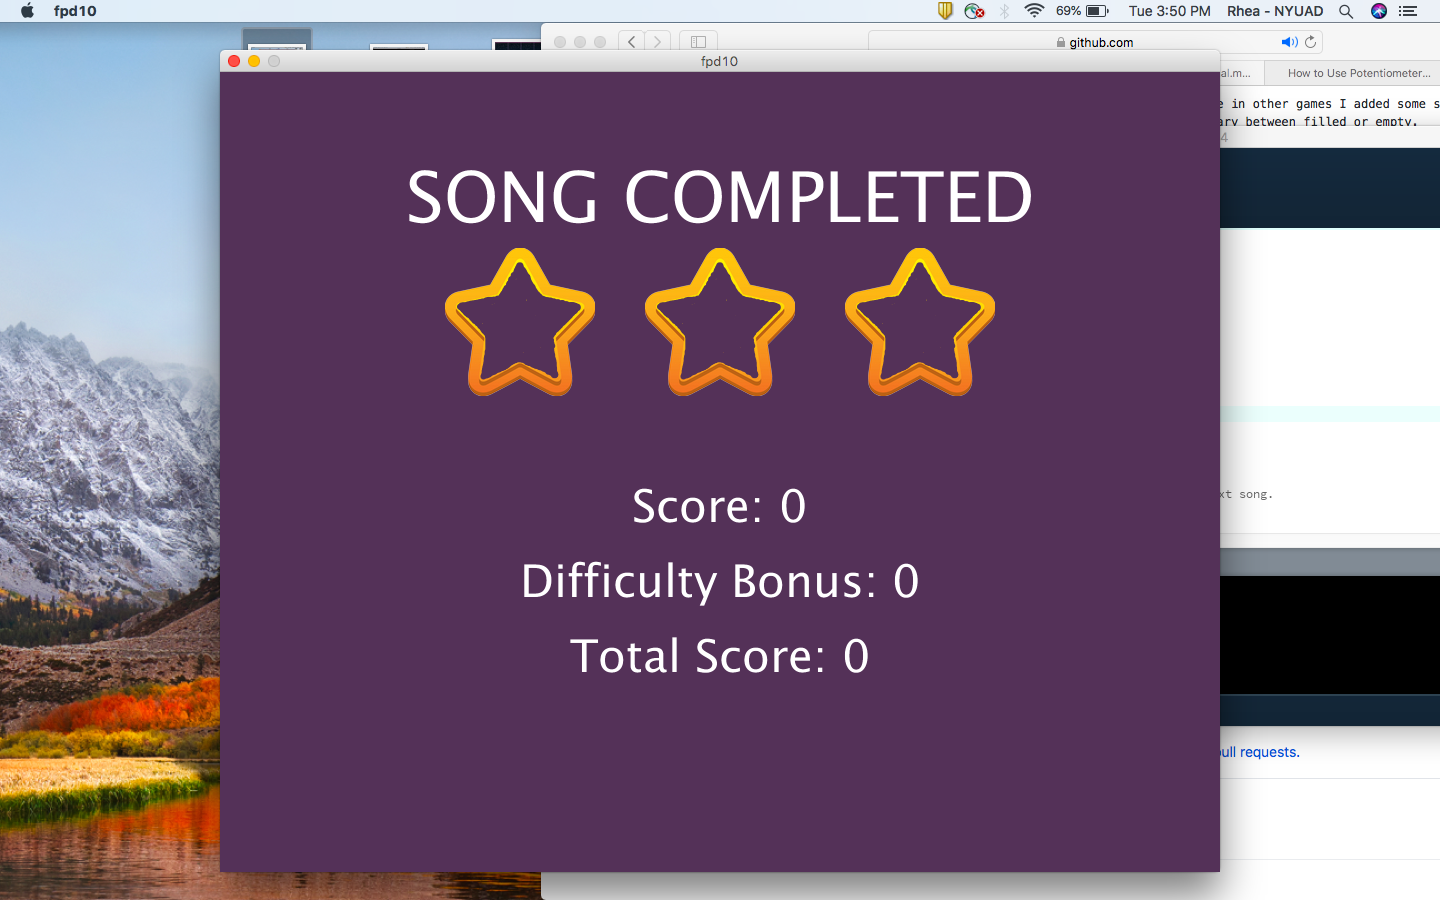 fpd10
69%
Tue 3:50 PM
Rhea - NYUAD
github.com
fpd10
al.m...
How to Use Potentiometer...
in other games I added some s
ary between filled or empty.
4
SONG COMPLETED
Score: 0
Difficulty Bonus: 0
Total Score: 0
xt song.
pull requests.